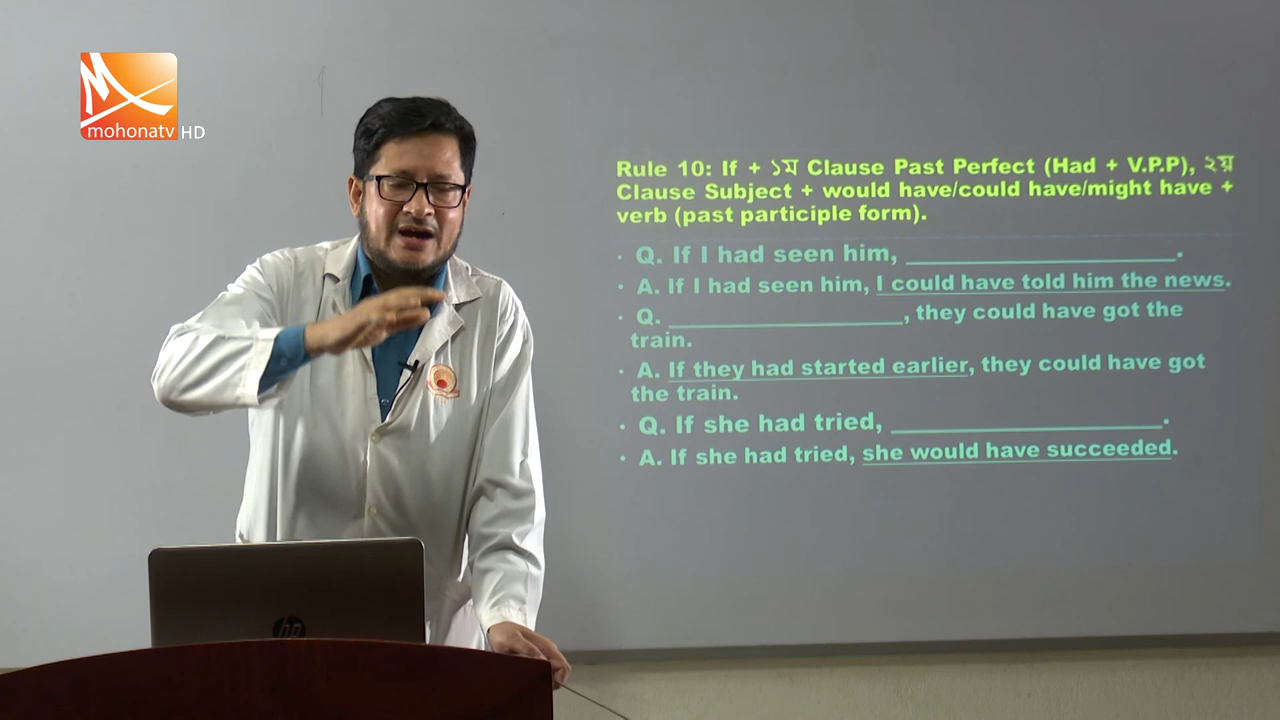 mohonatv HD
Rule 10: If + ১ম Clause Past Perfect (Had + V.P.P), ২য়
Clause Subject + would have/could have/might have +
verb (past participle form).
• Q. If I had seen him, ______________________.
• A. If I had seen him, I could have told him the news.
• Q. ___________________, they could have got the
train.
• A. If they had started earlier, they could have got
the train.
• Q. If she had tried, ______________________.
• A. If she had tried, she would have succeeded.
hp